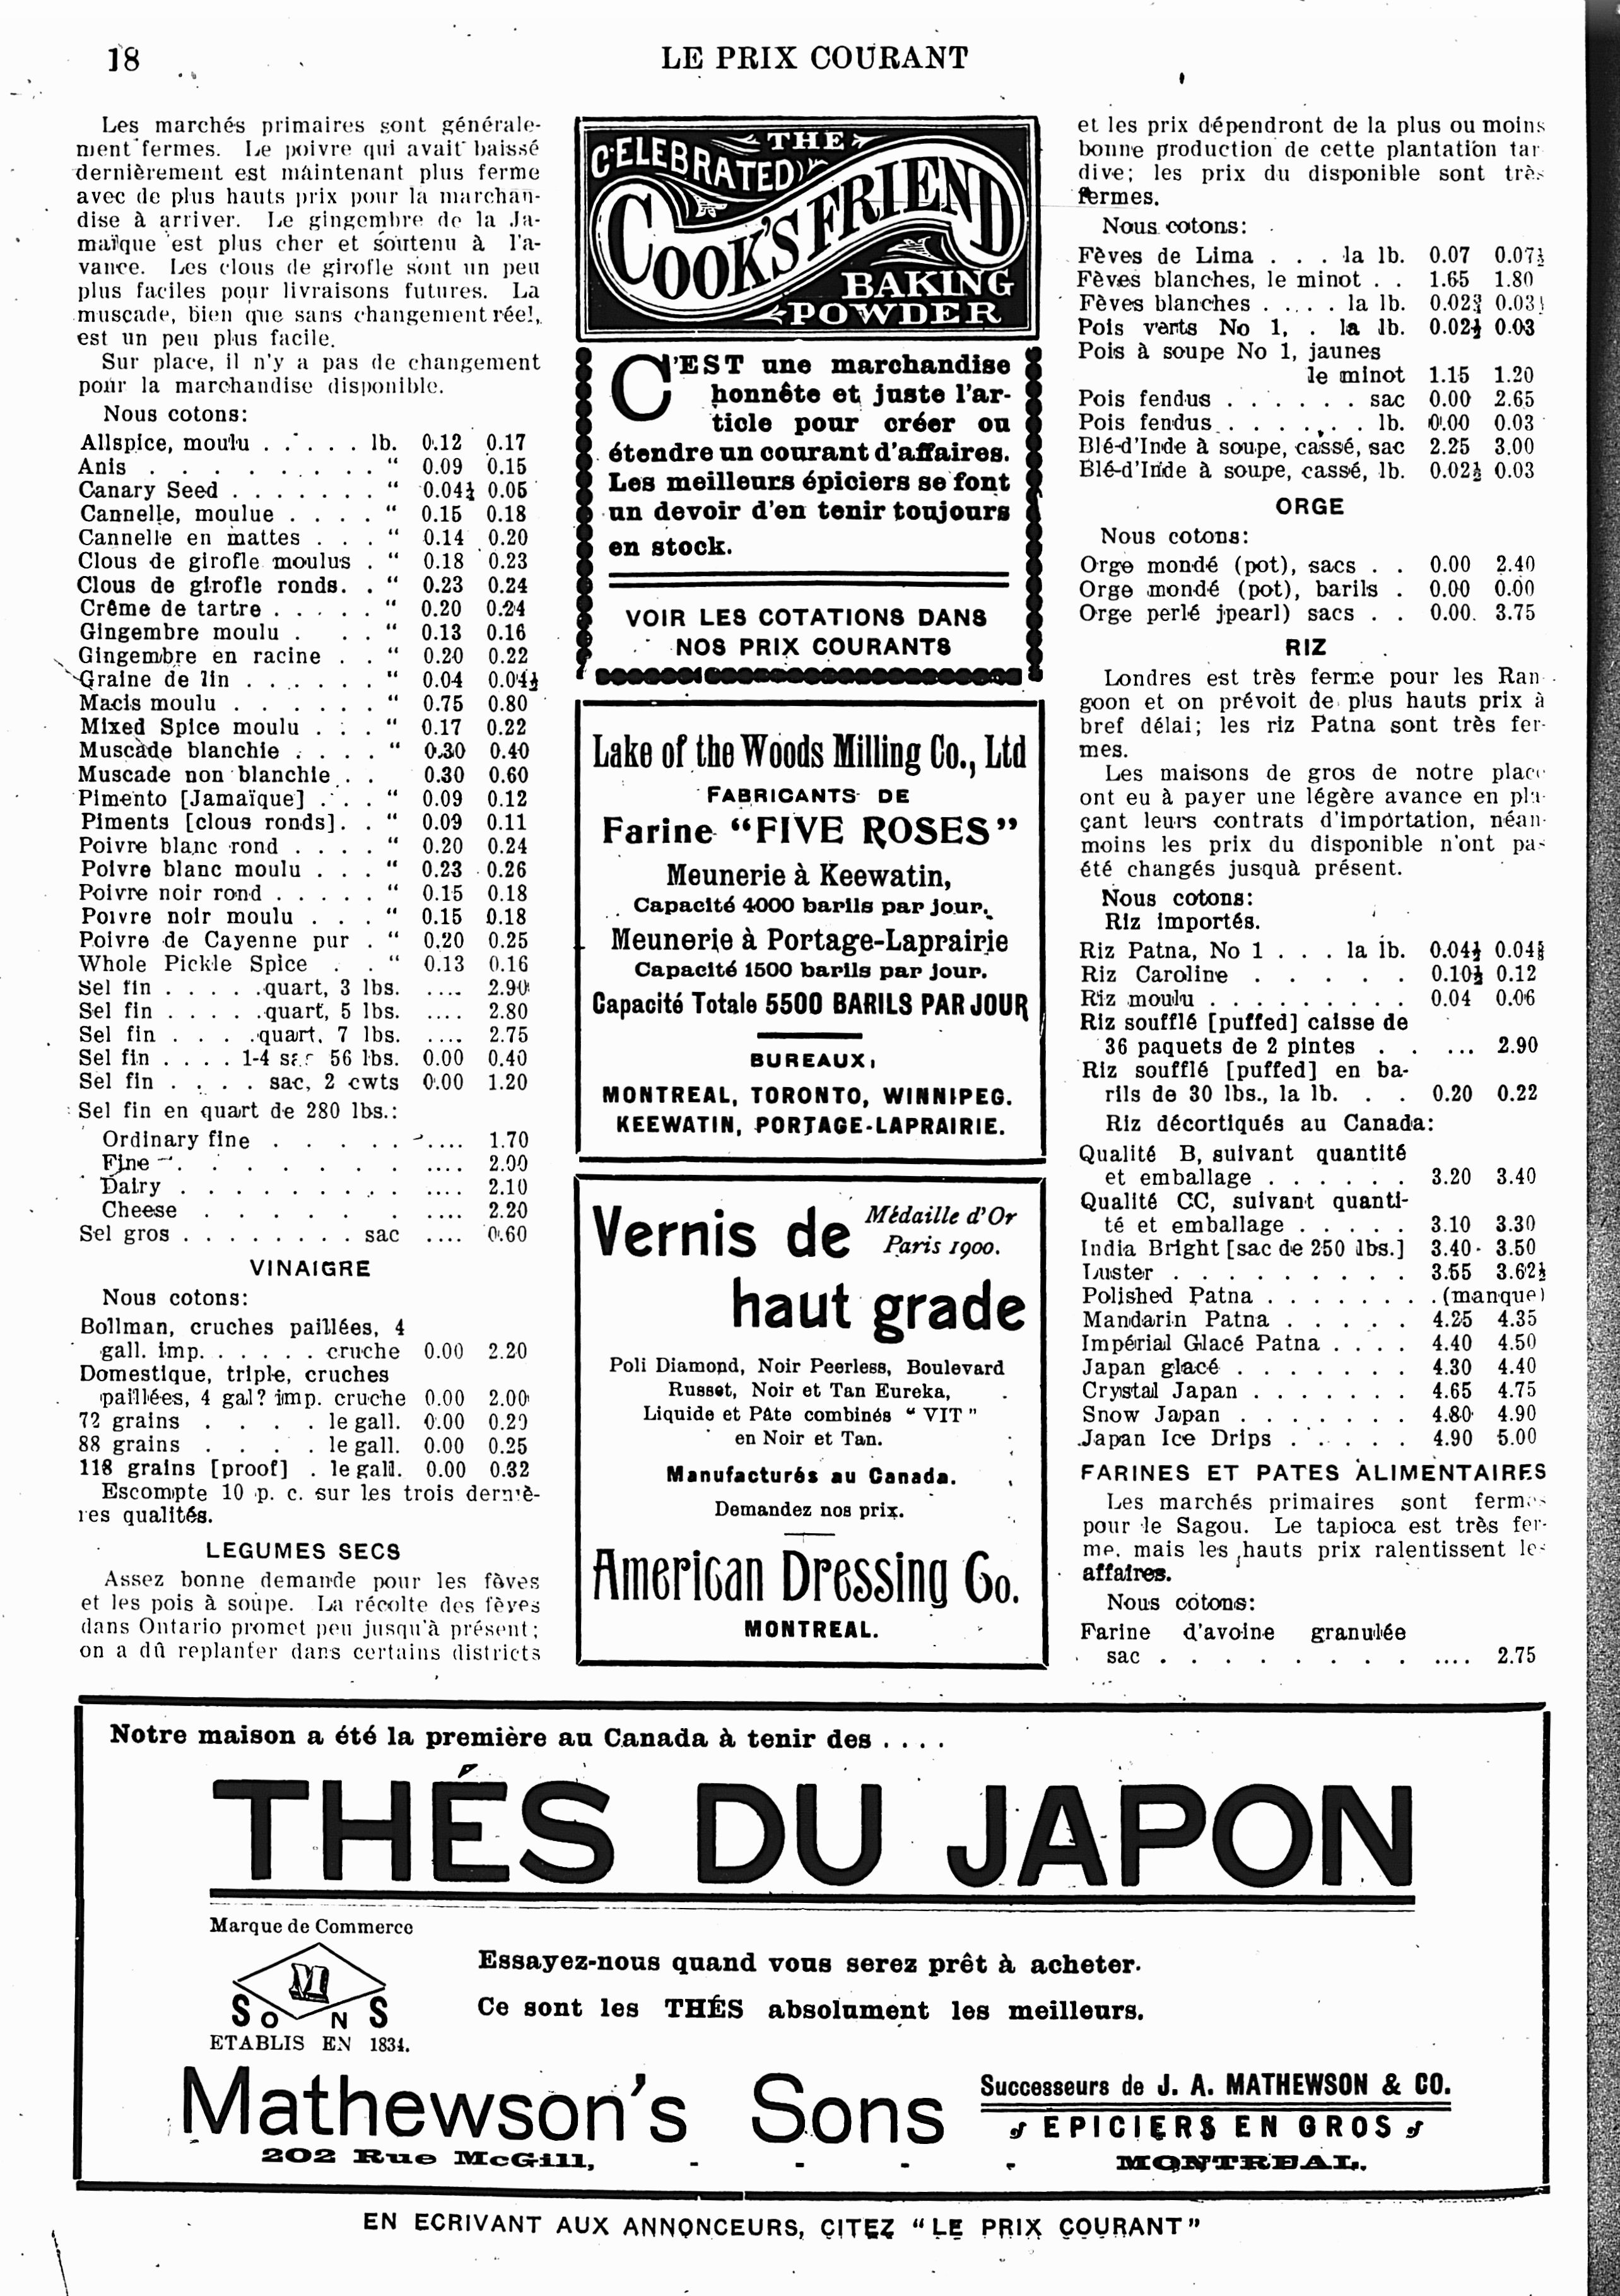 18
LE PRIX COURANT
Les marchés primaires sont générale-
ment fermes. Le poivre qui avait baissé
dernièrement est maintenant plus ferme
avec de plus hauts prix pour la marchan-
dise à arriver. Le gingembre de la Ja-
maïque est plus cher et soutenu à l'a-
vance. Les clous de girofle sont un peu
plus faciles pour livraisons futures. La
muscade, bien que sans changement réel,
est un peu plus facile.
Sur place, il n'y a pas de changement
pour la marchandise disponible.
Nous cotons:
Allspice, moulu . . . . . lb. 0.12 0.17
Anis . . . . . . . . . " 0.09 0.15
Canary Seed . . . . . . . " 0.04½ 0.05
Cannelle, moulue . . . . " 0.15 0.18
Cannelle en mattes . . . " 0.14 0.20
Clous de girofle moulus . " 0.18 0.23
Clous de girofle ronds. . " 0.23 0.24
Crême de tartre . . . . . " 0.20 0.24
Gingembre moulu . . . " 0.13 0.16
Gingembre en racine . . " 0.20 0.22
Graine de lin . . . . . . " 0.04 0.04½
Macis moulu . . . . . . " 0.75 0.80
Mixed Spice moulu . . . " 0.17 0.22
Muscade blanchie . . . . " 0.30 0.40
Muscade non blanchie . . 0.30 0.60
Pimento [Jamaïque] . . . " 0.09 0.12
Piments [clous ronds]. . " 0.09 0.11
Poivre blanc rond . . . . " 0.20 0.24
Poivre blanc moulu . . . " 0.23 0.26
Poivre noir rond . . . . . " 0.15 0.18
Poivre noir moulu . . . " 0.15 0.18
Poivre de Cayenne pur . " 0.20 0.25
Whole Pickle Spice . . " 0.13 0.16
Sel fin . . . . .quart, 3 lbs. .... 2.90
Sel fin . . . . .quart, 5 lbs. .... 2.80
Sel fin . . . .quart, 7 lbs. .... 2.75
Sel fin . . . . 1-4 sac 56 lbs. 0.00 0.40
Sel fin . . . . sac, 2 cwts 0.00 1.20
Sel fin en quart de 280 lbs.:
Ordinary fine . . . . . .... 1.70
Fine . . . . . . . .... 2.00
Dairy . . . . . . . . . .... 2.10
Cheese . . . . . . . .... 2.20
Sel gros . . . . . . . . sac .... 0.60
VINAIGRE
Nous cotons:
Bollman, cruches paillées, 4
gall. imp. . . . . . cruche 0.00 2.20
Domestique, triple, cruches
paillées, 4 gal? imp. cruche 0.00 2.00
72 grains . . . . le gall. 0.00 0.20
88 grains . . . . le gall. 0.00 0.25
118 grains [proof] . le gall. 0.00 0.32
Escompte 10 p. c. sur les trois derniè-
res qualités.
LEGUMES SECS
Assez bonne demande pour les fèves
et les pois à soupe. La récolte des fèves
dans Ontario promet peu jusqu'à présent;
on a dû replanter dans certains districts
THE
CELEBRATED
COOK'S FRIEND
BAKING
POWDER
C'EST une marchandise
honnête et juste l'ar-
ticle pour créer ou
étendre un courant d'affaires.
Les meilleurs épiciers se font
un devoir d'en tenir toujours
en stock.
VOIR LES COTATIONS DANS
NOS PRIX COURANTS
Lake of the Woods Milling Co., Ltd
FABRICANTS DE
Farine "FIVE ROSES"
Meunerie à Keewatin,
Capacité 4000 barils par jour.
Meunerie à Portage-Laprairie
Capacité 1500 barils par jour.
Capacité Totale 5500 BARILS PAR JOUR
BUREAUX,
MONTREAL, TORONTO, WINNIPEG.
KEEWATIN, PORTAGE-LAPRAIRIE.
Vernis de
Médaille d'Or
Paris 1900.
haut grade
Poli Diamond, Noir Peerless, Boulevard
Russet, Noir et Tan Eureka,
Liquide et Pâte combinés " VIT "
en Noir et Tan.
Manufacturés au Canada.
Demandez nos prix.
American Dressing Co.
MONTREAL.
et les prix dépendront de la plus ou moins
bonne production de cette plantation tar
dive; les prix du disponible sont très
fermes.
Nous cotons:
Fèves de Lima . . . la lb. 0.07 0.07½
Fèves blanches, le minot . . 1.65 1.80
Fèves blanches . . . . . la lb. 0.02¾ 0.03
Pois verts No 1, . la lb. 0.02½ 0.03
Pois à soupe No 1, jaunes
le minot 1.15 1.20
Pois fendus . . . . . . sac 0.00 2.65
Pois fendus . . . . . . . lb. 0.00 0.03
Blé-d'Inde à soupe, cassé, sac 2.25 3.00
Blé-d'Inde à soupe, cassé, lb. 0.02½ 0.03
ORGE
Nous cotons:
Orge mondé (pot), sacs . . 0.00 2.40
Orge mondé (pot), barils . 0.00 0.00
Orge perlé jpearl) sacs . . 0.00. 3.75
RIZ
Londres est très ferme pour les Ran
goon et on prévoit de plus hauts prix à
bref délai; les riz Patna sont très fer-
mes.
Les maisons de gros de notre place
ont eu à payer une légère avance en pla-
çant leurs contrats d'importation, néan-
moins les prix du disponible n'ont pas
été changés jusquà présent.
Nous cotons:
Riz importés.
Riz Patna, No 1 . . . la lb. 0.04½ 0.04⅝
Riz Caroline . . . . . . 0.10½ 0.12
Riz moulu . . . . . . . . . 0.04 0.06
Riz soufflé [puffed] caisse de
36 paquets de 2 pintes . . ... 2.90
Riz soufflé [puffed] en ba-
rils de 30 lbs., la lb. . . 0.20 0.22
Riz décortiqués au Canada:
Qualité B, suivant quantité
et emballage . . . . . . 3.20 3.40
Qualité CC, suivant quanti-
té et emballage . . . . . 3.10 3.30
India Bright [sac de 250 lbs.] 3.40 3.50
Luster . . . . . . . . . 3.55 3.62½
Polished Patna . . . . . . . . (manque)
Mandarin Patna . . . . . 4.25 4.35
Impérial Glacé Patna . . . . 4.40 4.50
Japan glacé . . . . . . . 4.30 4.40
Crystal Japan . . . . . . . 4.65 4.75
Snow Japan . . . . . . . 4.80 4.90
Japan Ice Drips . . . . . 4.90 5.00
FARINES ET PATES ALIMENTAIRES
Les marchés primaires sont fermes
pour le Sagou. Le tapioca est très fer-
me, mais les hauts prix ralentissent les
affaires.
Nous cotons:
Farine d'avoine granulée
sac . . . . . . . . . .... 2.75
Notre maison a été la première au Canada à tenir des . . . .
THÉS DU JAPON
Marque de Commerce
M
SONS
ETABLIS EN 1834.
Essayez-nous quand vous serez prêt à acheter.
Ce sont les THÉS absolument les meilleurs.
Mathewson's Sons
202 Rue McGill, - - - -
Successeurs de J. A. MATHEWSON & CO.
EPICIERS EN GROS
MONTREAL.
EN ECRIVANT AUX ANNONCEURS, CITEZ "LE PRIX COURANT"